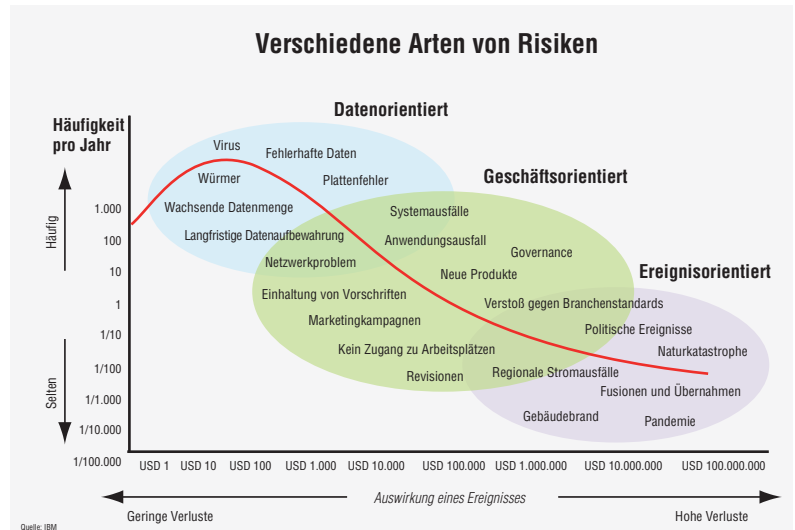 Verschiedene Arten von Risiken
Datenorientiert
Häufigkeit
pro Jahr
Virus
Fehlerhafte Daten
Geschäftsorientiert
Würmer
Plattenfehler
Häufig
1.000
Wachsende Datenmenge
Systemausfälle
100
Langfristige Datenaufbewahrung
Anwendungsausfall
Governance
10
Netzwerkproblem
Neue Produkte
Ereignisorientiert
1
Einhaltung von Vorschriften
Verstoß gegen Branchenstandards
Marketingkampagnen
Politische Ereignisse
1/10
Kein Zugang zu Arbeitsplätzen
Naturkatastrophe
Selten
1/100
Revisionen
Regionale Stromausfälle
1/1.000
Fusionen und Übernahmen
1/10.000
Gebäudebrand
Pandemie
1/100.000
USD 1
USD 10
USD 100
USD 1.000
USD 10.000
USD 100.000
USD 1.000.000
USD 10.000.000
USD 100.000.000
Auswirkung eines Ereignisses
Geringe Verluste
Hohe Verluste
Quelle: IBM